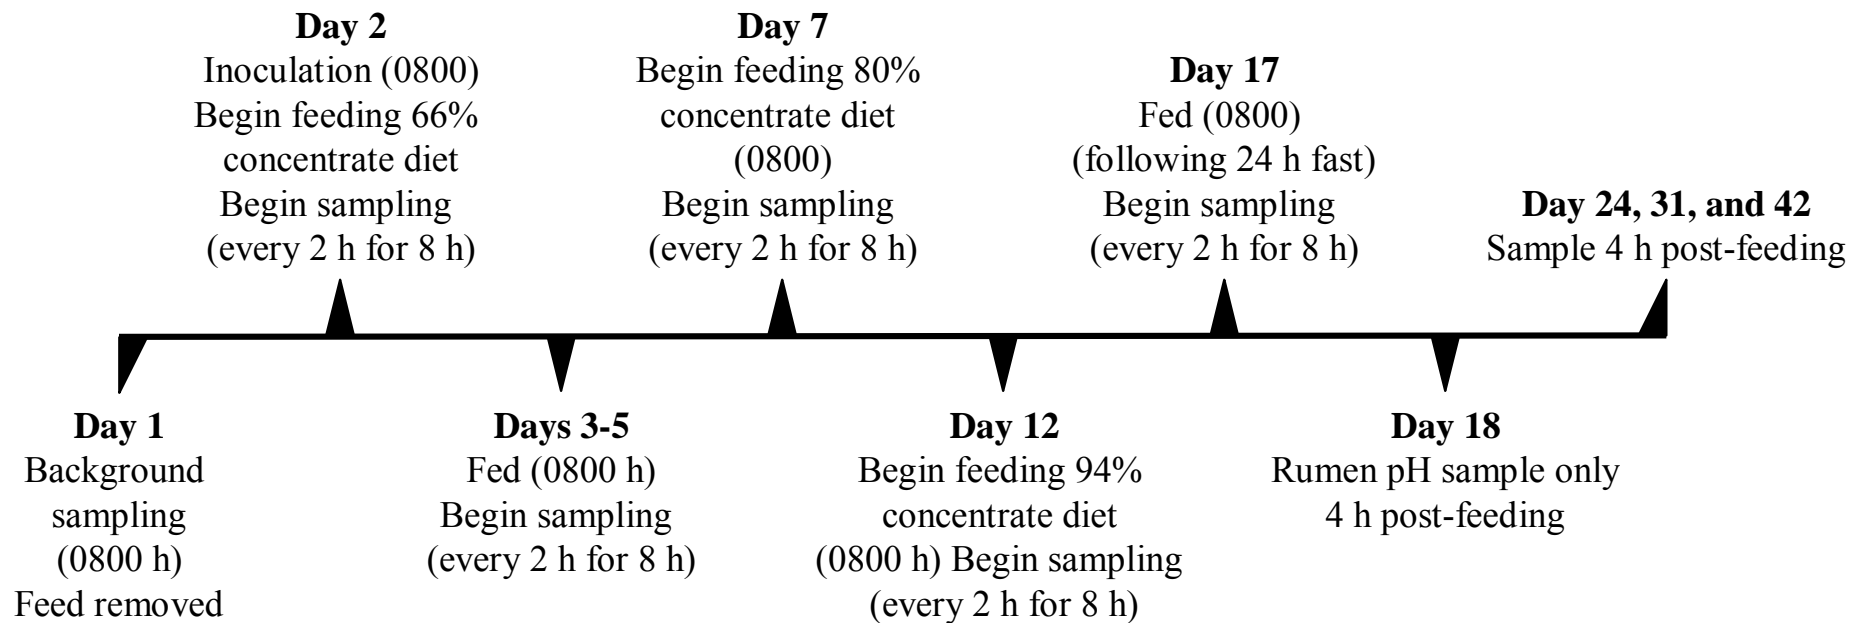 Day 2
Inoculation (0800)
Begin feeding 66%
concentrate diet
Begin sampling
(every 2 h for 8 h)
Day 7
Begin feeding 80%
concentrate diet
(0800)
Begin sampling
(every 2 h for 8 h)
Day 17
Fed (0800)
(following 24 h fast)
Begin sampling
(every 2 h for 8 h)
Day 24, 31, and 42
Sample 4 h post-feeding
Day 1
Background
sampling
(0800 h)
Feed removed
Days 3-5
Fed (0800 h)
Begin sampling
(every 2 h for 8 h)
Day 12
Begin feeding 94%
concentrate diet
(0800 h) Begin sampling
(every 2 h for 8 h)
Day 18
Rumen pH sample only
4 h post-feeding